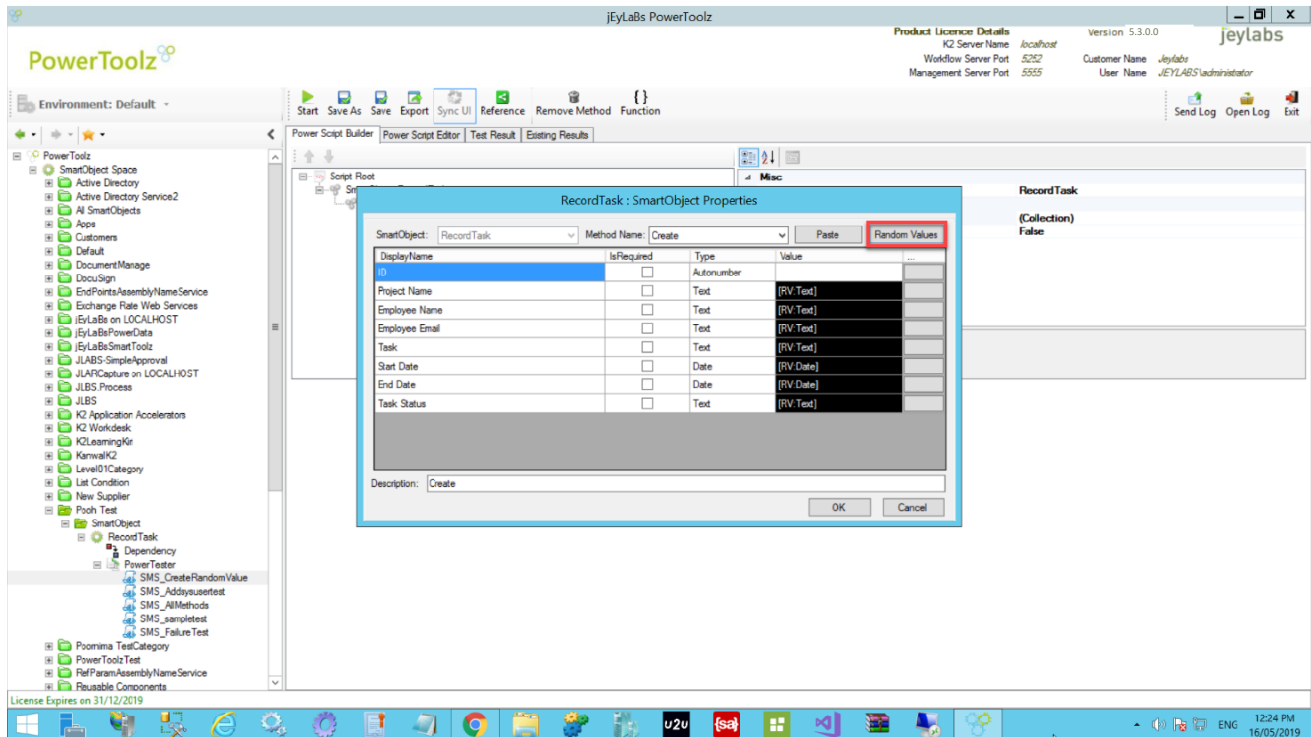 jEyLaBs PowerToolz
PowerToolz
Product Licence Details
Version 5.3.0.0
jeylabs
K2 Server Name localhost
Workflow Server Port 5252 Customer Name Jeylabs
Management Server Port 5555 User Name JEYLABS\administrator
Environment: Default
Start Save As Save Export Sync UI Reference Remove Method Function
Send Log Open Log Exit
Power Script Builder Power Script Editor Test Result Existing Results
PowerToolz
SmartObject Space
Active Directory
Active Directory Service2
All SmartObjects
Apps
Customers
Default
DocumentManage
DocuSign
EndPointsAssemblyNameService
Exchange Rate Web Services
jEyLaBs on LOCALHOST
jEyLaBsPowerData
jEyLaBsSmartToolz
JLABS-SimpleApproval
JLARCapture on LOCALHOST
JLBS.Process
JLBS
K2 Application Accelerators
K2 Workdesk
K2LearningKir
KanwalK2
Level01Category
List Condition
New Supplier
Pooh Test
SmartObject
RecordTask
Dependency
PowerTester
SMS_CreateRandomValue
SMS_Addsysusertest
SMS_AllMethods
SMS_sampletest
SMS_FailureTest
Poornima TestCategory
PowerToolzTest
RefParamAssemblyNameService
Reusable Components
Script Root
Misc
RecordTask
(Collection)
False
RecordTask : SmartObject Properties
SmartObject: RecordTask Method Name: Create Paste Random Values
DisplayName IsRequired Type Value ...
ID Autonumber
Project Name Text [RV:Text]
Employee Name Text [RV:Text]
Employee Email Text [RV:Text]
Task Text [RV:Text]
Start Date Date [RV:Date]
End Date Date [RV:Date]
Task Status Text [RV:Text]
Description: Create
OK Cancel
License Expires on 31/12/2019
u2u {sa} ENG 12:24 PM
16/05/2019